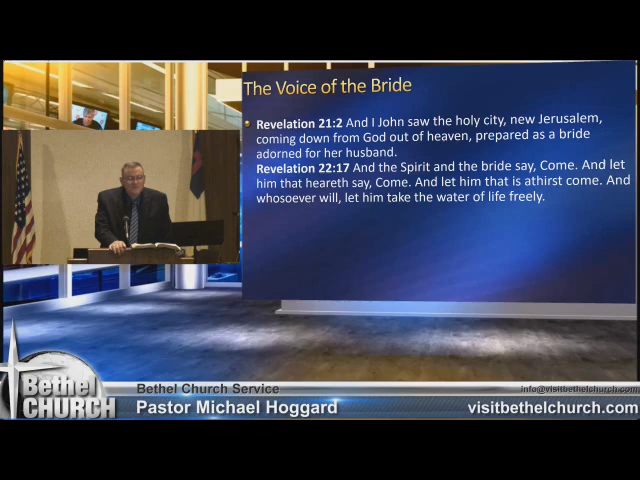 The Voice of the Bride
Revelation 21:2 And I John saw the holy city, new Jerusalem,
coming down from God out of heaven, prepared as a bride
adorned for her husband.
Revelation 22:17 And the Spirit and the bride say, Come. And let
him that heareth say, Come. And let him that is athirst come. And
whosoever will, let him take the water of life freely.
Bethel
CHURCH
Bethel Church Service
info@visitbethelchurch.com
Pastor Michael Hoggard
visitbethelchurch.com